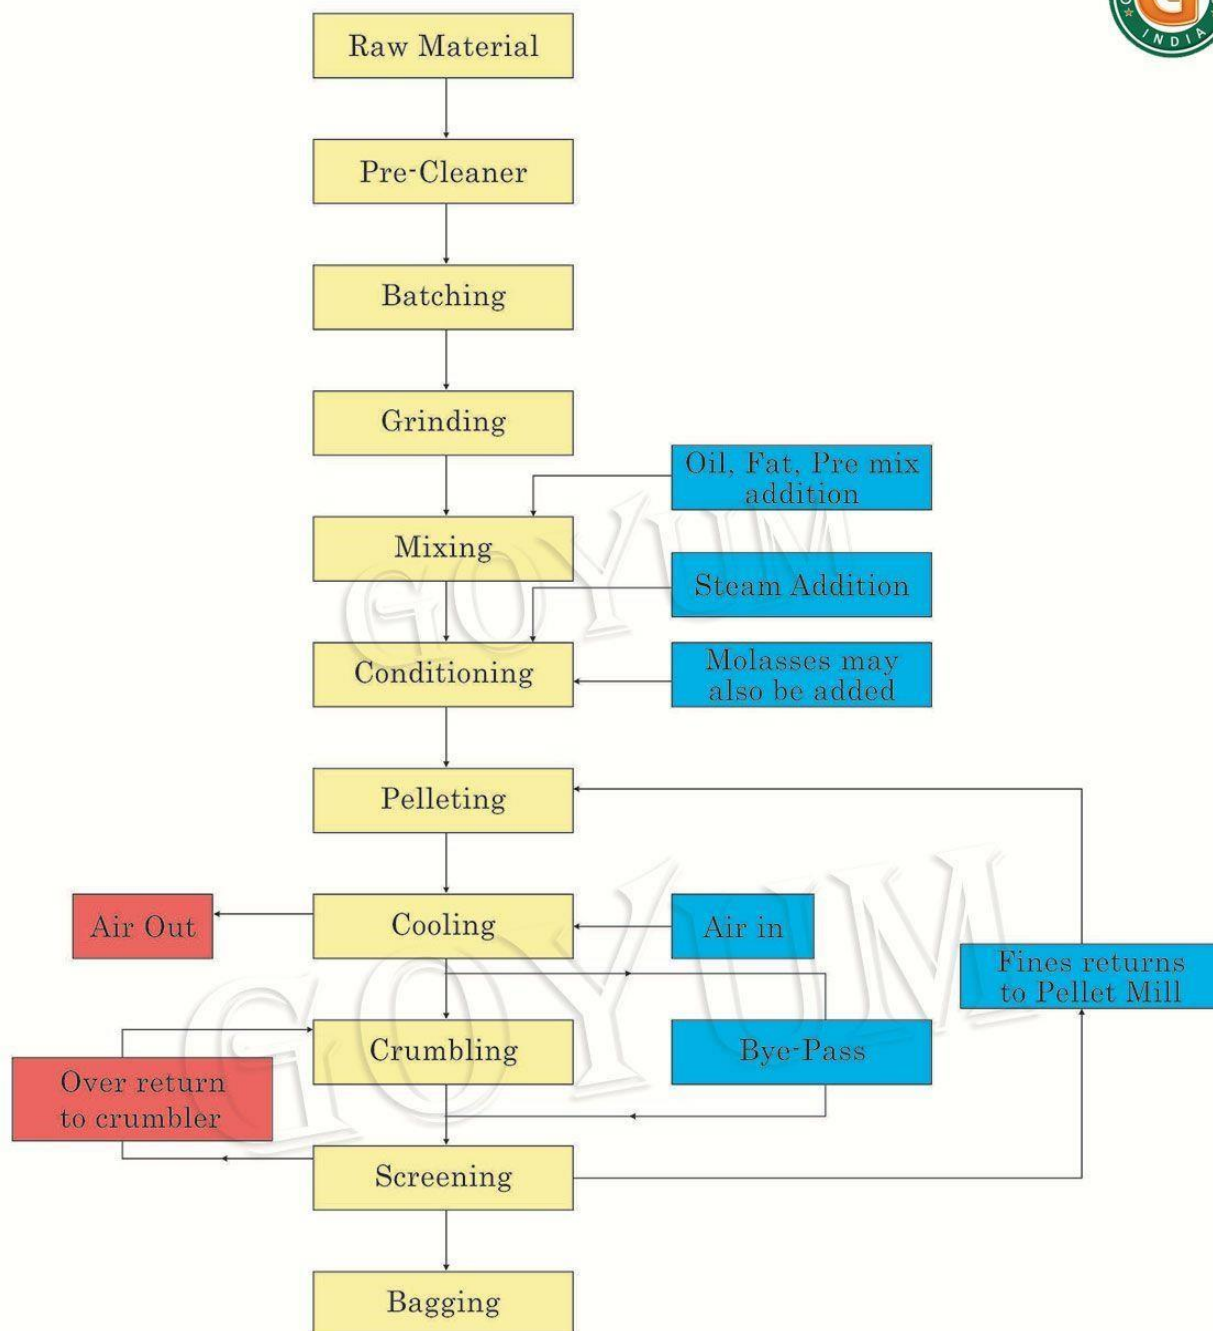 Raw Material
INDIA
Pre-Cleaner
Batching
Grinding
Oil, Fat, Pre mix
addition
Mixing
Steam Addition
Conditioning
Molasses may
also be added
Pelleting
Air Out
Cooling
Air in
Fines returns
to Pellet Mill
Crumbling
Bye-Pass
Over return
to crumbler
Screening
Bagging
GOYUM
GOYUM